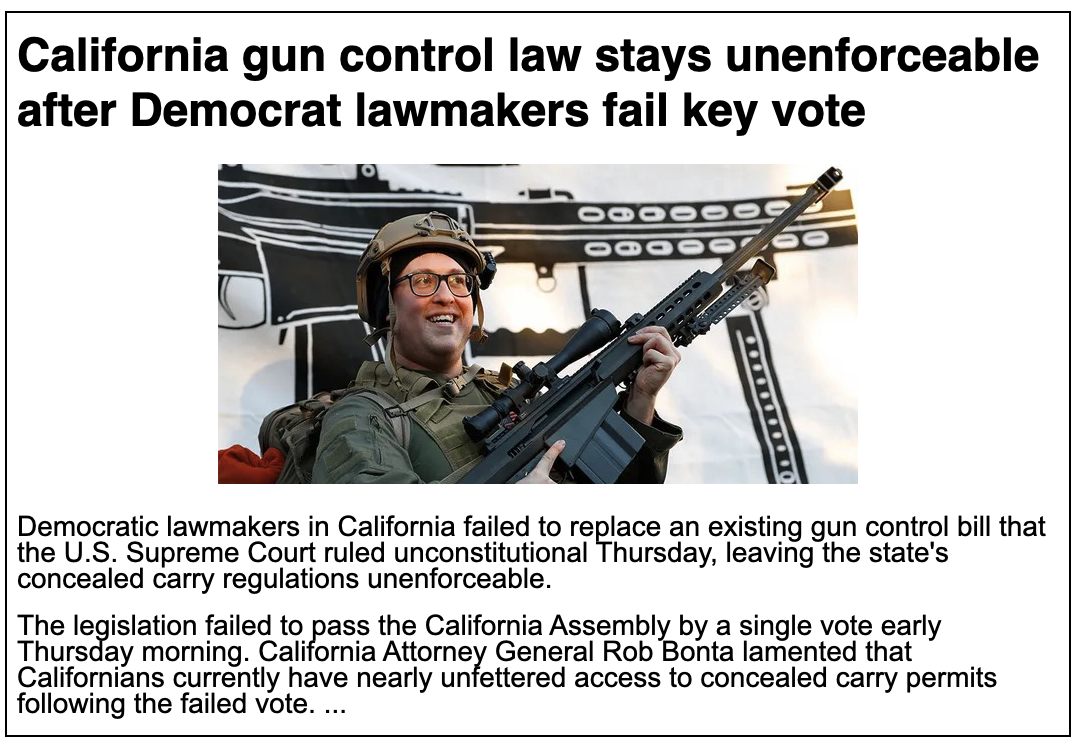 California gun control law stays unenforceable
after Democrat lawmakers fail key vote
Democratic lawmakers in California failed to replace an existing gun control bill that
the U.S. Supreme Court ruled unconstitutional Thursday, leaving the state's
concealed carry regulations unenforceable.
The legislation failed to pass the California Assembly by a single vote early
Thursday morning. California Attorney General Rob Bonta lamented that
Californians currently have nearly unfettered access to concealed carry permits
following the failed vote. ...